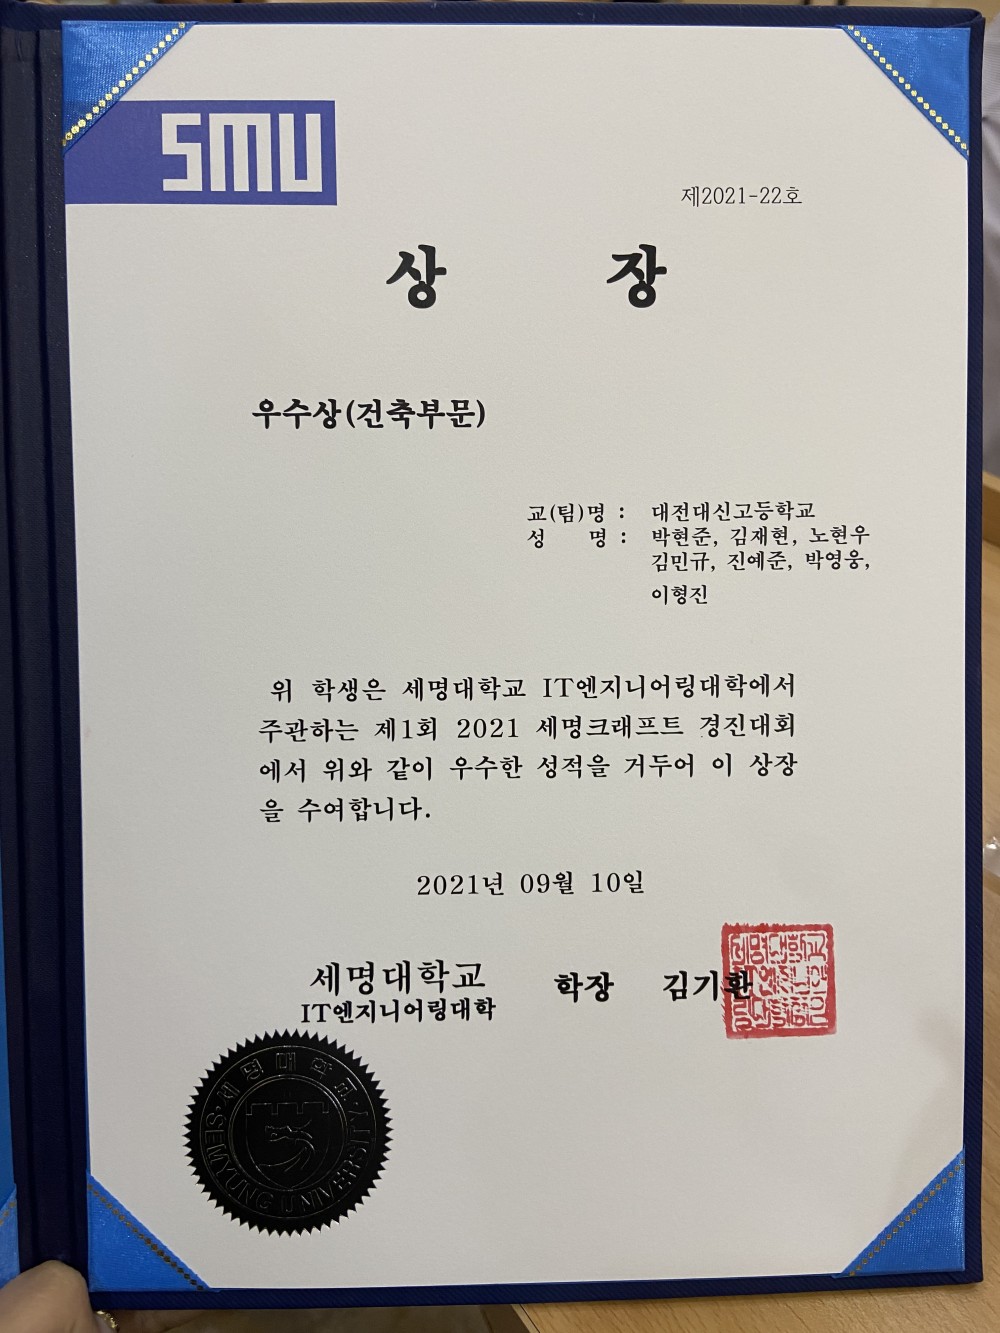 SMU
제2021-22호
상 장
우수상(건축부문)
교(팀)명 : 대전대신고등학교
성 명 : 박현준, 김재현, 노현우
김민규, 진예준, 박영웅,
이형진
위 학생은 세명대학교 IT엔지니어링대학에서
주관하는 제1회 2021 세명크래프트 경진대회
에서 위와 같이 우수한 성적을 거두어 이 상장
을 수여합니다.
2021년 09월 10일
세명대학교 학장 김기환
IT엔지니어링대학
세명대학교
SEMYUNG UNIVERSITY